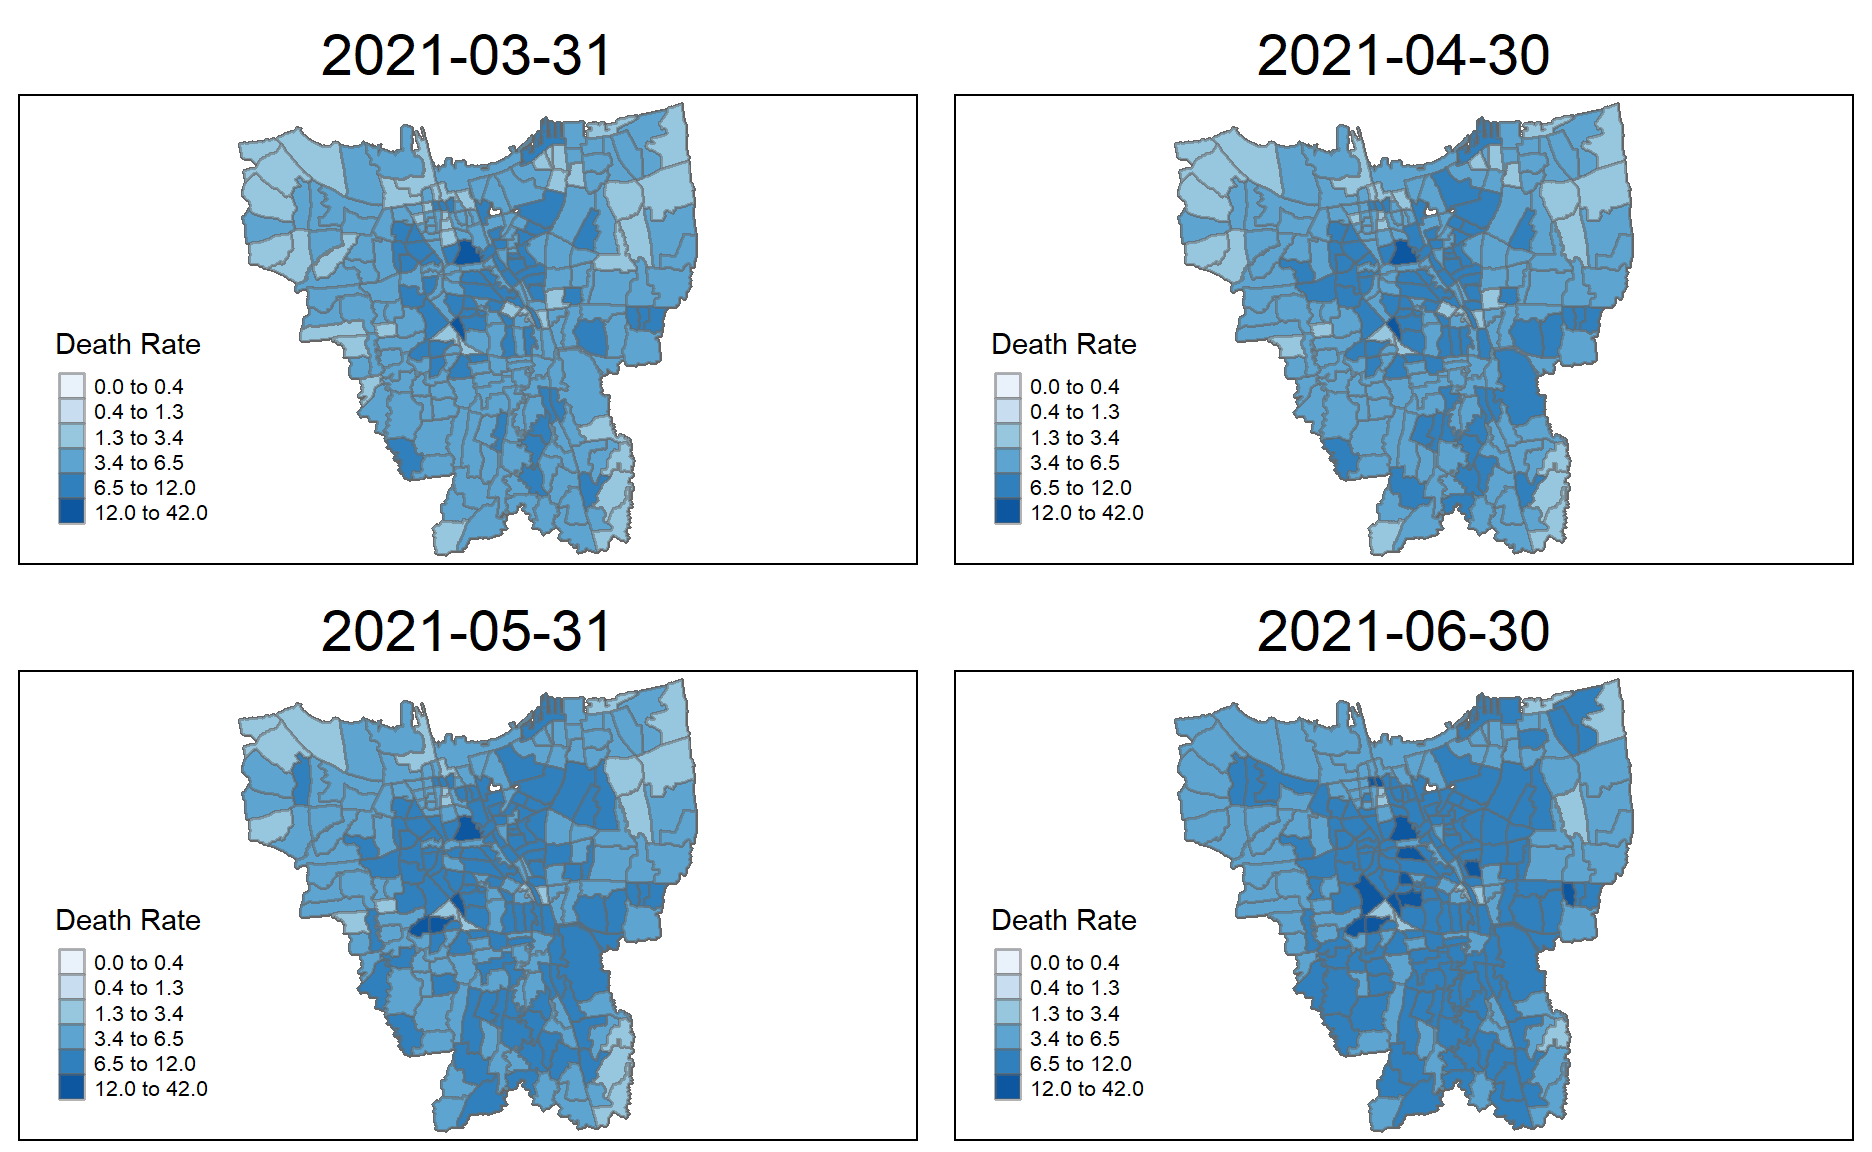 2021-03-31
Death Rate
0.0 to 0.4
0.4 to 1.3
1.3 to 3.4
3.4 to 6.5
6.5 to 12.0
12.0 to 42.0
2021-04-30
Death Rate
0.0 to 0.4
0.4 to 1.3
1.3 to 3.4
3.4 to 6.5
6.5 to 12.0
12.0 to 42.0
2021-05-31
Death Rate
0.0 to 0.4
0.4 to 1.3
1.3 to 3.4
3.4 to 6.5
6.5 to 12.0
12.0 to 42.0
2021-06-30
Death Rate
0.0 to 0.4
0.4 to 1.3
1.3 to 3.4
3.4 to 6.5
6.5 to 12.0
12.0 to 42.0